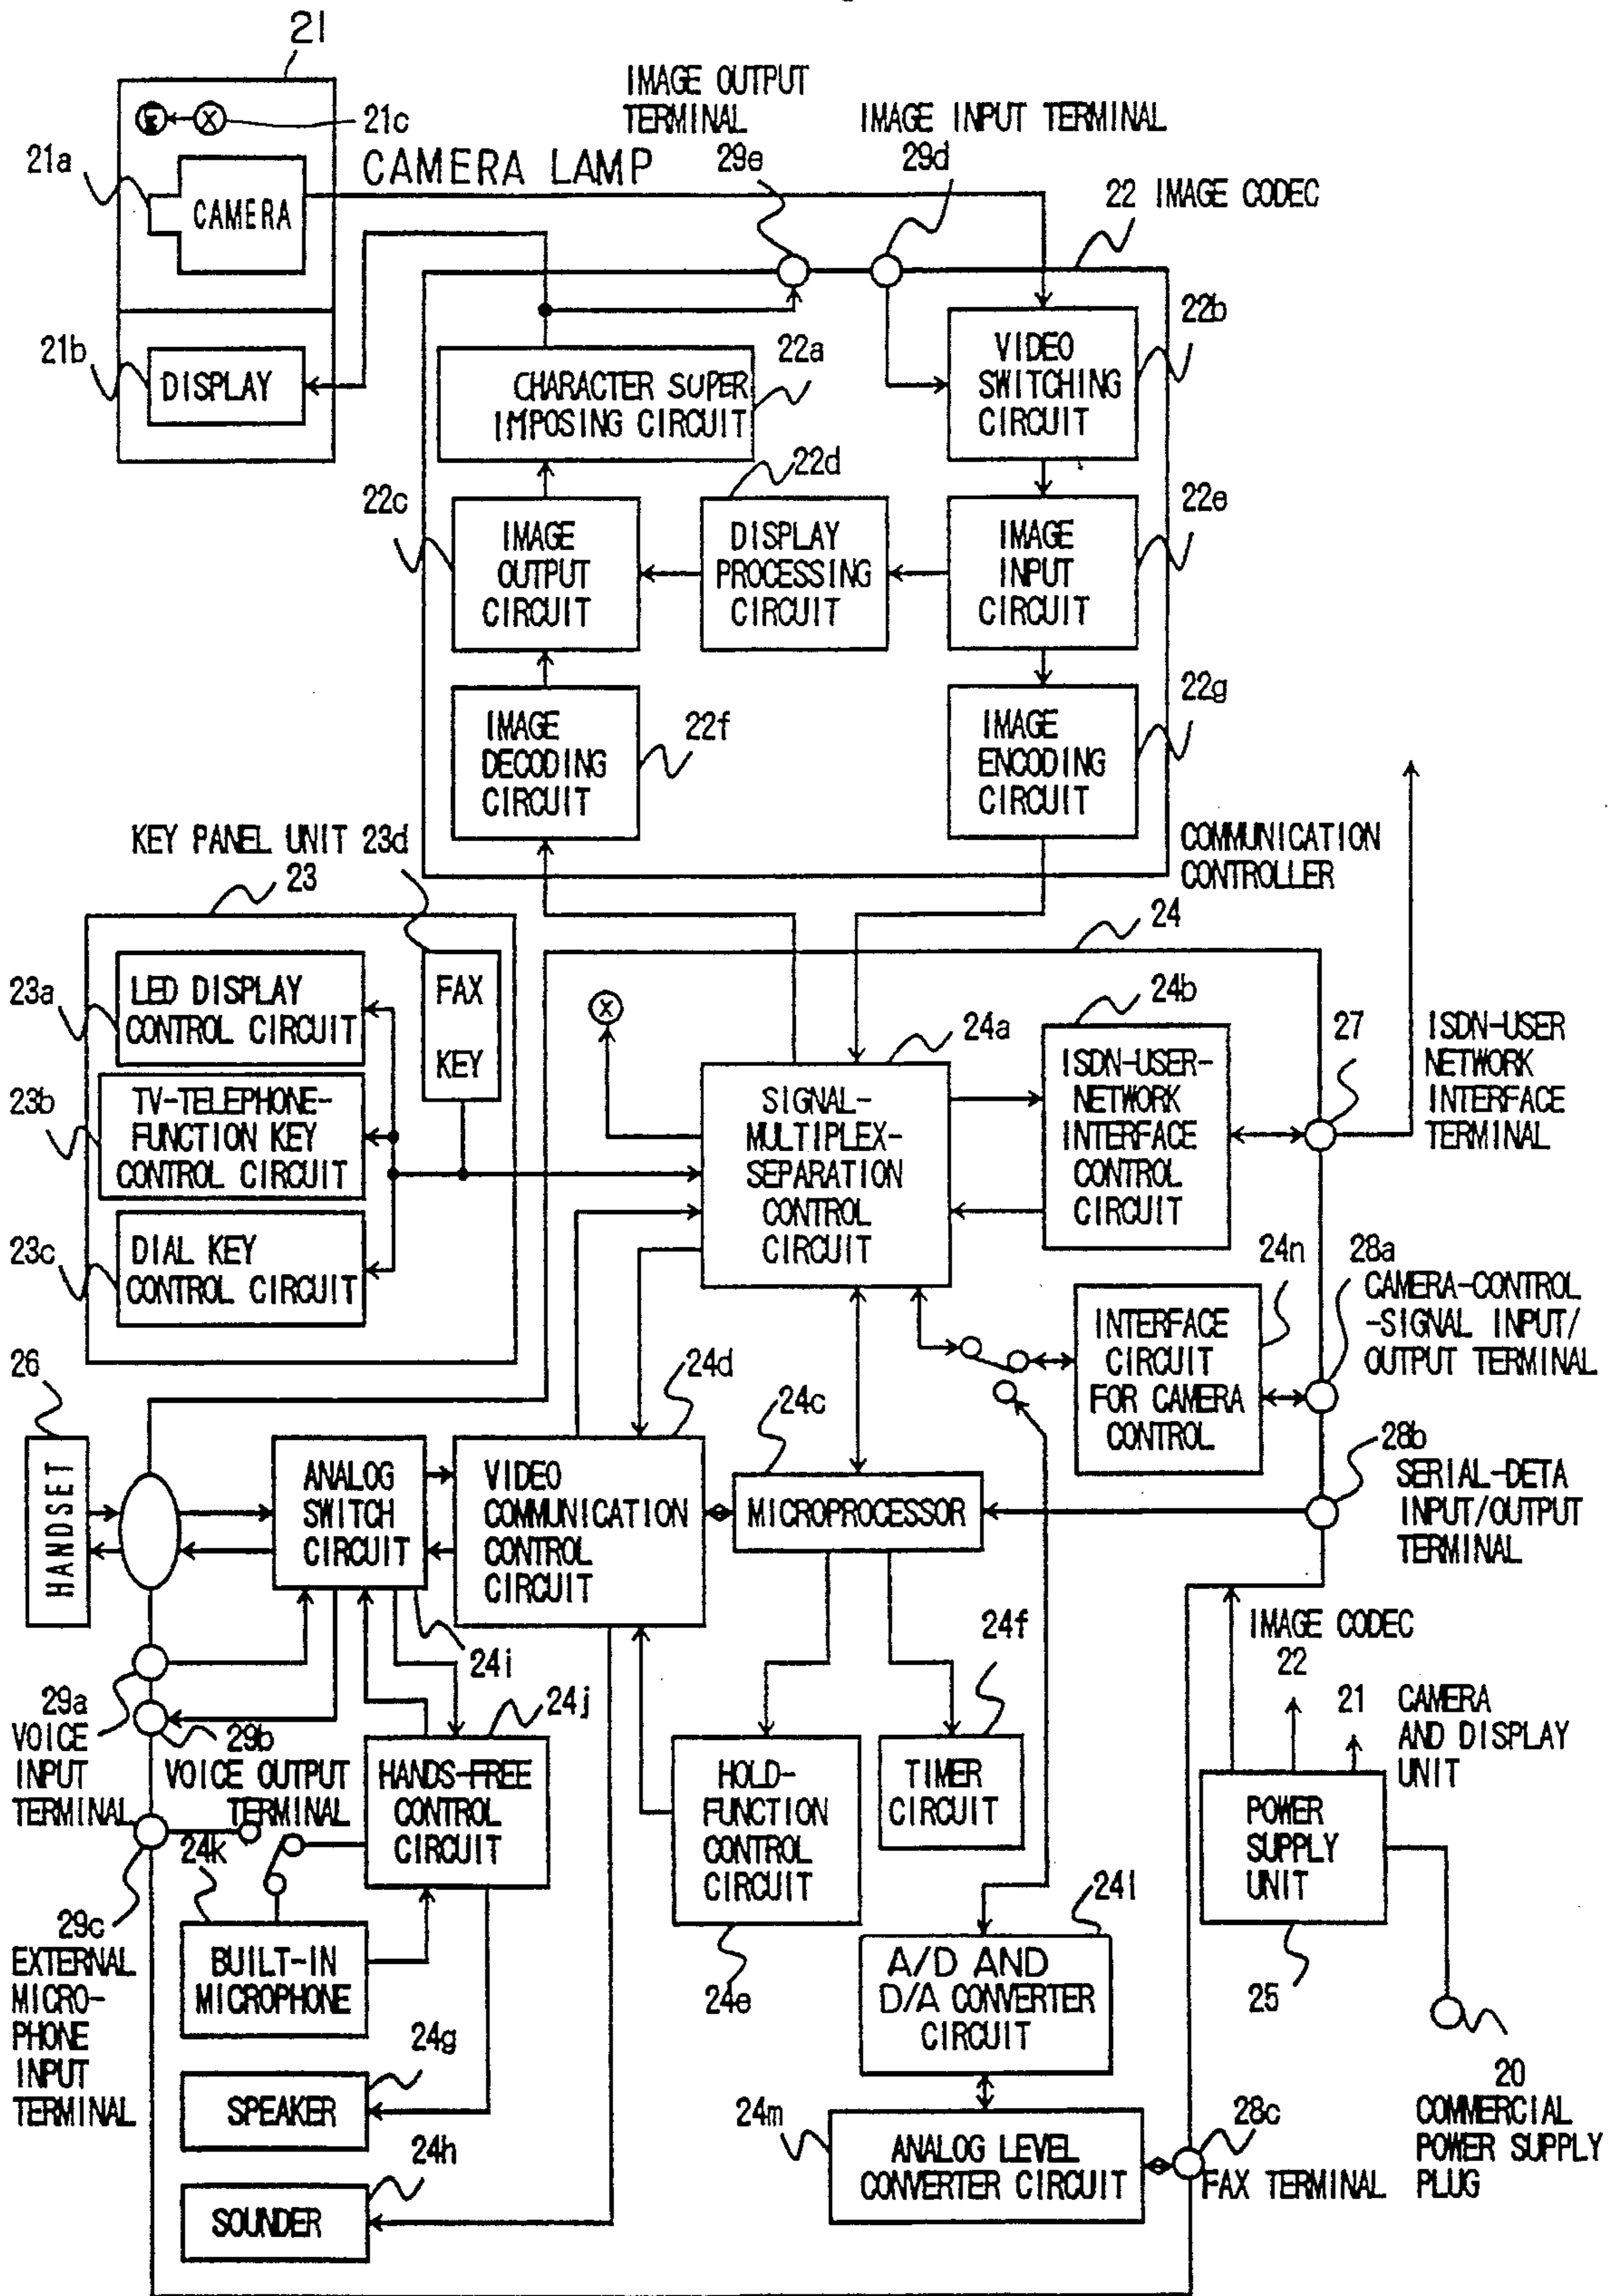 21
21c
21a
CAMERA LAMP
CAMERA
21b
DISPLAY
IMAGE OUTPUT
TERMINAL
29e
IMAGE INPUT TERMINAL
29d
22 IMAGE CODEC
22a
CHARACTER SUPER
IMPOSING CIRCUIT
22b
VIDEO
SWITCHING
CIRCUIT
22c
IMAGE
OUTPUT
CIRCUIT
22d
DISPLAY
PROCESSING
CIRCUIT
22e
IMAGE
INPUT
CIRCUIT
22f
IMAGE
DECODING
CIRCUIT
22g
IMAGE
ENCODING
CIRCUIT
COMMUNICATION
CONTROLLER
24
KEY PANEL UNIT
23
23d
FAX
KEY
23a
LED DISPLAY
CONTROL CIRCUIT
23b
TV-TELEPHONE-
FUNCTION KEY
CONTROL CIRCUIT
23c
DIAL KEY
CONTROL CIRCUIT
X
24a
SIGNAL-
MULTIPLEX-
SEPARATION
CONTROL
CIRCUIT
24b
ISDN-USER-
NETWORK
INTERFACE
CONTROL
CIRCUIT
27
ISDN-USER
NETWORK
INTERFACE
TERMINAL
24n
INTERFACE
CIRCUIT
FOR CAMERA
CONTROL
28a
CAMERA-CONTROL
-SIGNAL INPUT/
OUTPUT TERMINAL
28b
SERIAL-DETA
INPUT/OUTPUT
TERMINAL
26
HANDSET
ANALOG
SWITCH
CIRCUIT
24i
24d
VIDEO
COMMUNICATION
CONTROL
CIRCUIT
24c
MICROPROCESSOR
29a
VOICE
INPUT
TERMINAL
29b
VOICE OUTPUT
TERMINAL
24j
HANDS-FREE
CONTROL
CIRCUIT
HOLD-
FUNCTION
CONTROL
CIRCUIT
24e
24f
TIMER
CIRCUIT
IMAGE CODEC
22
21
CAMERA
AND DISPLAY
UNIT
POWER
SUPPLY
UNIT
25
20
COMMERCIAL
POWER SUPPLY
PLUG
29c
EXTERNAL
MICRO-
PHONE
INPUT
TERMINAL
24k
BUILT-IN
MICROPHONE
24g
SPEAKER
24h
SOUNDER
24l
A/D AND
D/A CONVERTER
CIRCUIT
24m
ANALOG LEVEL
CONVERTER CIRCUIT
28c
FAX TERMINAL